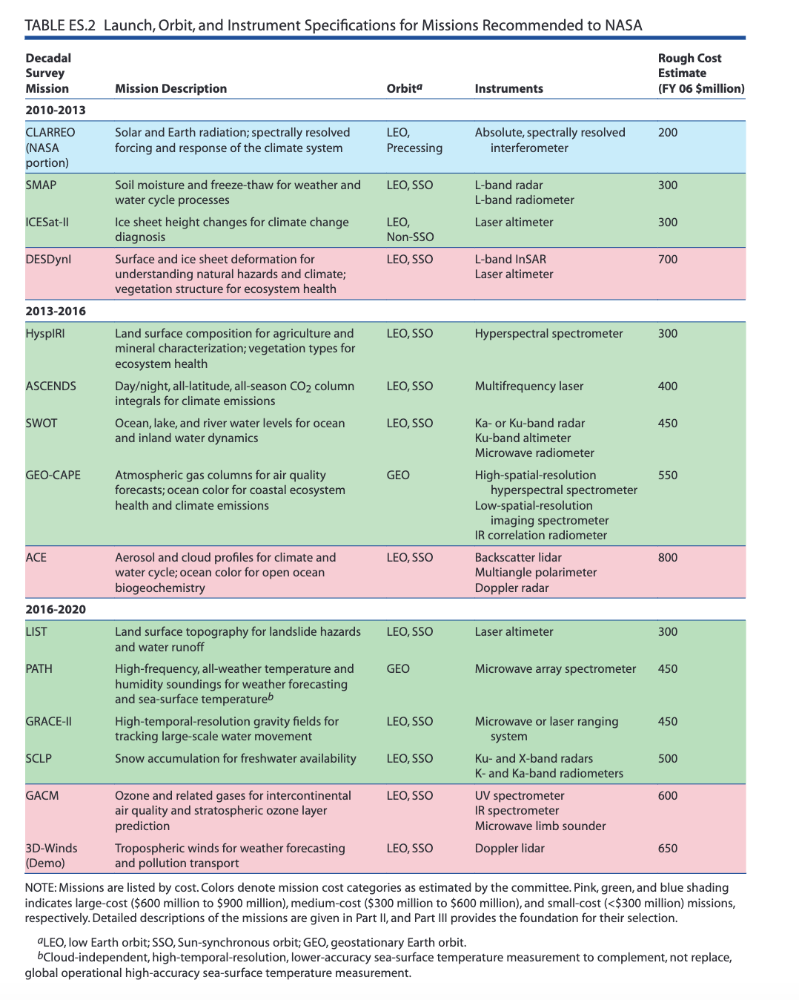 TABLE ES.2 Launch, Orbit, and Instrument Specifications for Missions Recommended to NASA
Decadal Survey Mission | Mission Description | Orbita | Instruments | Rough Cost Estimate (FY 06 $million)
2010-2013
CLARREO Solar and Earth radiation; spectrally resolved LEO, Absolute, spectrally resolved 200
(NASA forcing and response of the climate system Precessing interferometer
portion)
SMAP Soil moisture and freeze-thaw for weather and LEO, SSO L-band radar 300
water cycle processes L-band radiometer
ICESat-II Ice sheet height changes for climate change LEO, Laser altimeter 300
diagnosis Non-SSO
DESDynI Surface and ice sheet deformation for LEO, SSO L-band InSAR 700
understanding natural hazards and climate; Laser altimeter
vegetation structure for ecosystem health
2013-2016
HyspIRI Land surface composition for agriculture and LEO, SSO Hyperspectral spectrometer 300
mineral characterization; vegetation types for
ecosystem health
ASCENDS Day/night, all-latitude, all-season CO2 column LEO, SSO Multifrequency laser 400
integrals for climate emissions
SWOT Ocean, lake, and river water levels for ocean LEO, SSO Ka- or Ku-band radar 450
and inland water dynamics Ku-band altimeter
Microwave radiometer
GEO-CAPE Atmospheric gas columns for air quality GEO High-spatial-resolution 550
forecasts; ocean color for coastal ecosystem hyperspectral spectrometer
health and climate emissions Low-spatial-resolution
imaging spectrometer
IR correlation radiometer
ACE Aerosol and cloud profiles for climate and LEO, SSO Backscatter lidar 800
water cycle; ocean color for open ocean Multiangle polarimeter
biogeochemistry Doppler radar
2016-2020
LIST Land surface topography for landslide hazards LEO, SSO Laser altimeter 300
and water runoff
PATH High-frequency, all-weather temperature and GEO Microwave array spectrometer 450
humidity soundings for weather forecasting
and sea-surface temperatureb
GRACE-II High-temporal-resolution gravity fields for LEO, SSO Microwave or laser ranging 450
tracking large-scale water movement system
SCLP Snow accumulation for freshwater availability LEO, SSO Ku- and X-band radars 500
K- and Ka-band radiometers
GACM Ozone and related gases for intercontinental LEO, SSO UV spectrometer 600
air quality and stratospheric ozone layer IR spectrometer
prediction Microwave limb sounder
3D-Winds Tropospheric winds for weather forecasting LEO, SSO Doppler lidar 650
(Demo) and pollution transport
NOTE: Missions are listed by cost. Colors denote mission cost categories as estimated by the committee. Pink, green, and blue shading
indicates large-cost ($600 million to $900 million), medium-cost ($300 million to $600 million), and small-cost (<$300 million) missions,
respectively. Detailed descriptions of the missions are given in Part II, and Part III provides the foundation for their selection.
aLEO, low Earth orbit; SSO, Sun-synchronous orbit; GEO, geostationary Earth orbit.
bCloud-independent, high-temporal-resolution, lower-accuracy sea-surface temperature measurement to complement, not replace,
global operational high-accuracy sea-surface temperature measurement.